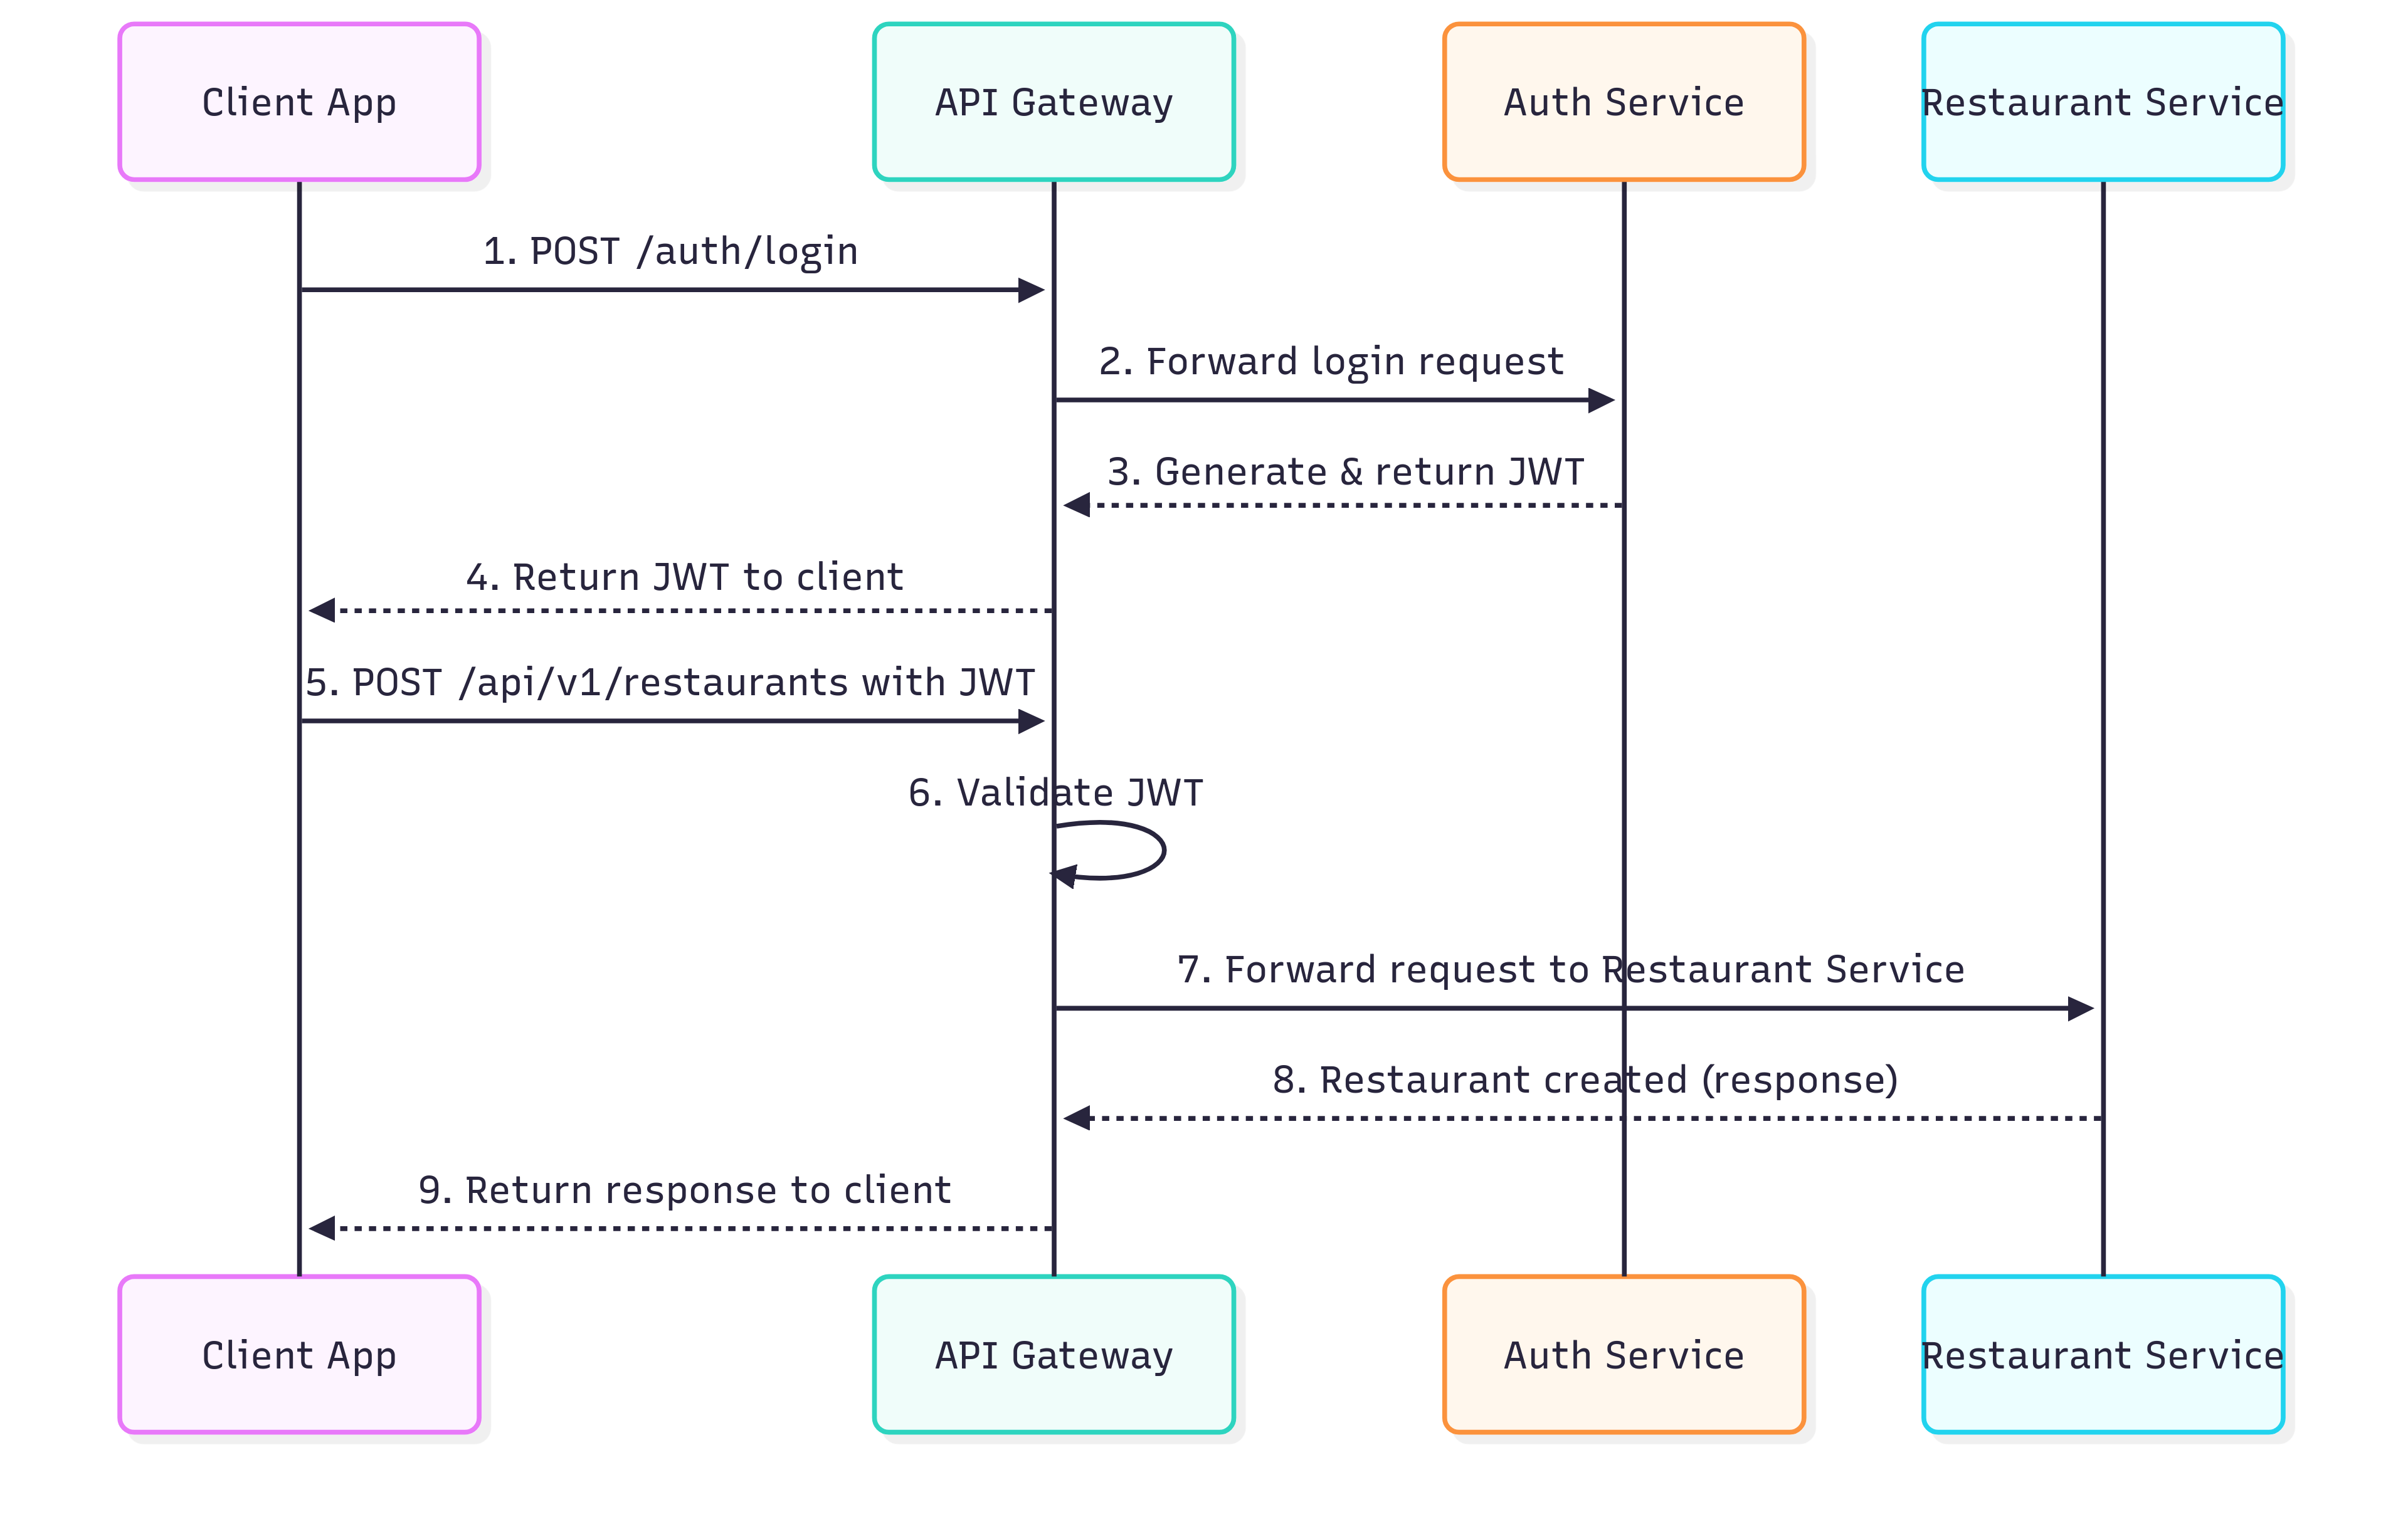 Client App
API Gateway
Auth Service
Restaurant Service
1. POST /auth/login
2. Forward login request
3. Generate & return JWT
4. Return JWT to client
5. POST /api/v1/restaurants with JWT
6. Validate JWT
7. Forward request to Restaurant Service
8. Restaurant created (response)
9. Return response to client
Client App
API Gateway
Auth Service
Restaurant Service